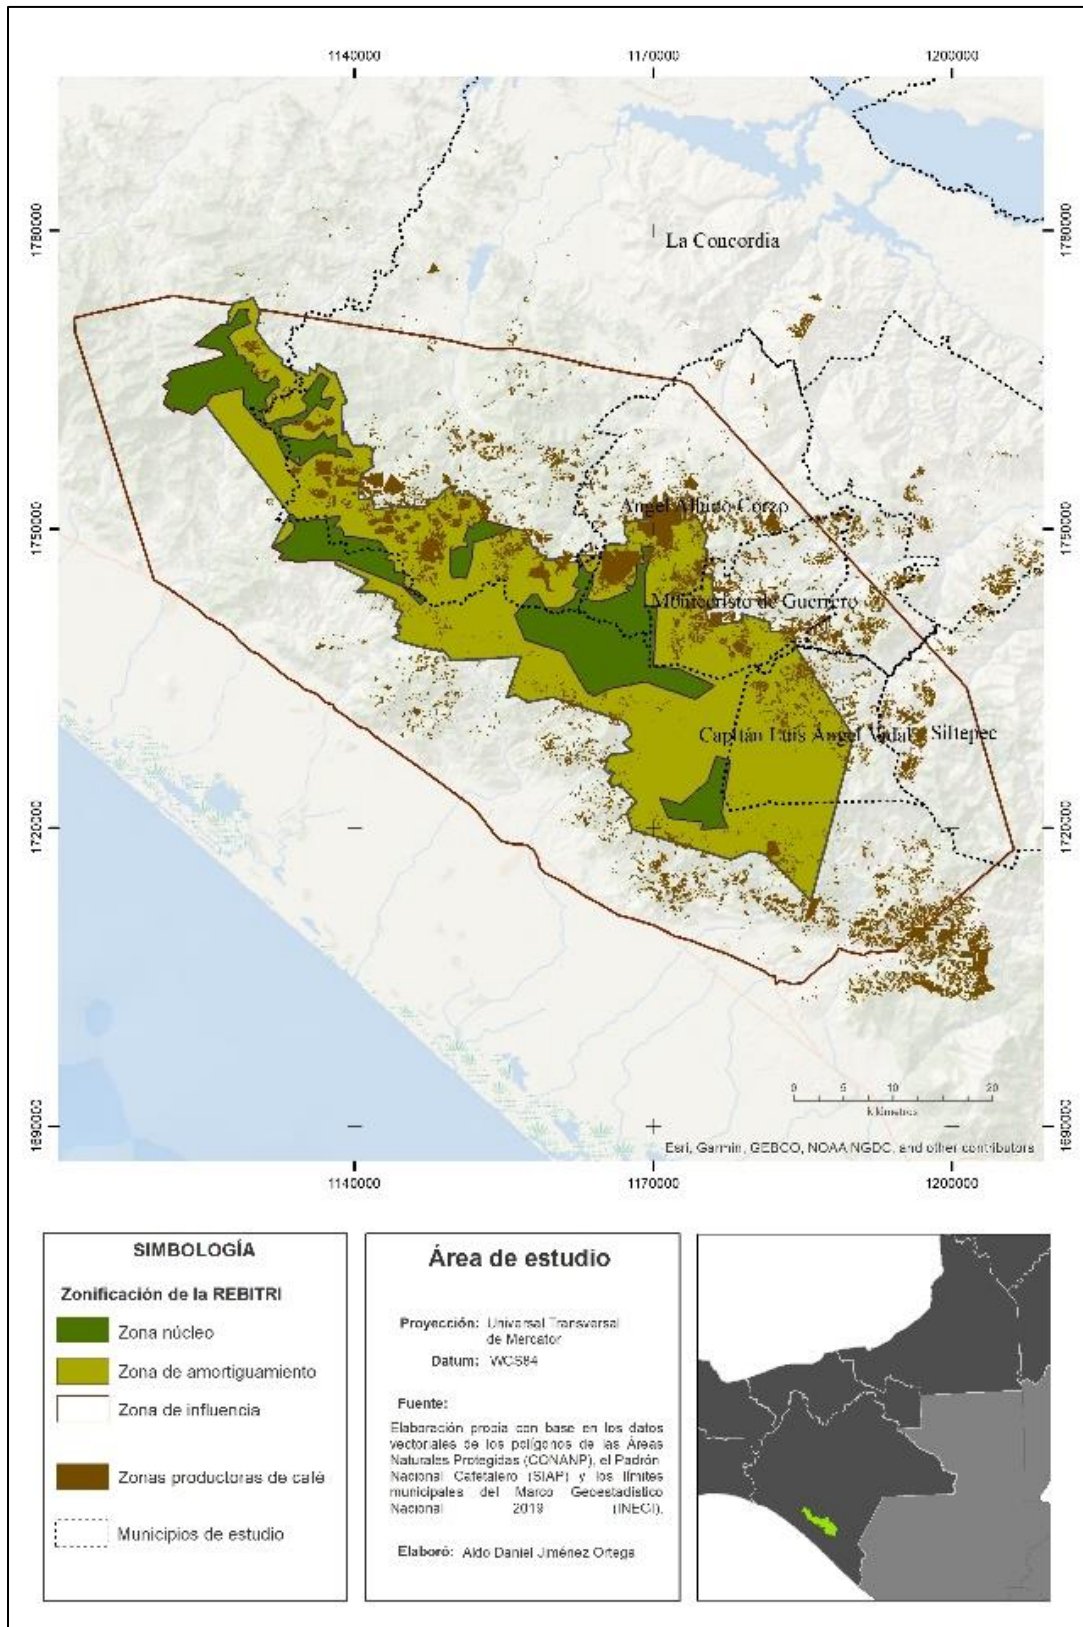 1140000 1170000 1200000
1780000 1780000
La Concordia
1750000 1750000
Ángel Albino Corzo
Montecristo de Guerrero
Capitán Luis Ángel Vidal
Siltepec
1720000 1720000
0 5 10 20
kilómetros
1690000 1690000
Esri, Garmin, GEBCO, NOAA NGDC, and other contributors
1140000 1170000 1200000
SIMBOLOGÍA
Zonificación de la REBITRI
Zona núcleo
Zona de amortiguamiento
Zona de influencia
Zonas productoras de café
Municipios de estudio
Área de estudio
Proyección: Universal Transversal
de Mercator
Datum: WGS84
Fuente:
Elaboración propia con base en los datos
vectoriales de los polígonos de las Áreas
Naturales Protegidas (CONANP), el Padrón
Nacional Cafetalero (SIAP) y los límites
municipales del Marco Geoestadístico
Nacional 2019 (INEGI).
Elaboró: Aldo Daniel Jiménez Ortega